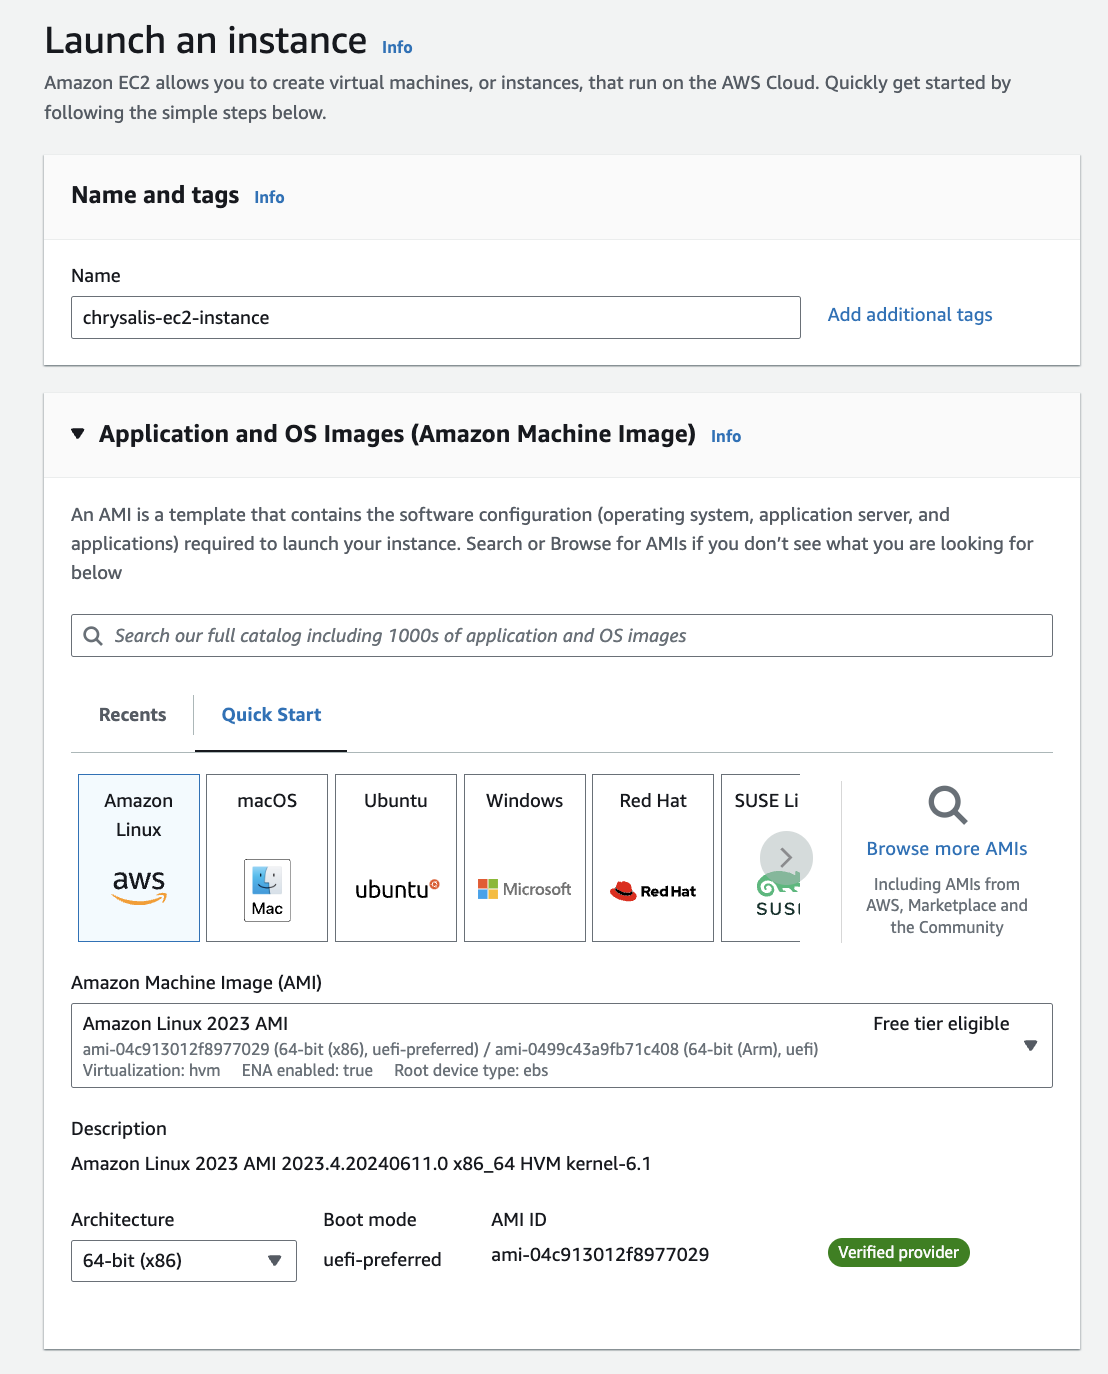 Launch an instance Info
Amazon EC2 allows you to create virtual machines, or instances, that run on the AWS Cloud. Quickly get started by
following the simple steps below.
Name and tags Info
Name
chrysalis-ec2-instance
Add additional tags
Application and OS Images (Amazon Machine Image) Info
An AMI is a template that contains the software configuration (operating system, application server, and
applications) required to launch your instance. Search or Browse for AMIs if you don’t see what you are looking for
below
Search our full catalog including 1000s of application and OS images
Recents
Quick Start
Amazon
Linux
aws
macOS
Mac
Ubuntu
ubuntu
Windows
Microsoft
Red Hat
Red Hat
SUSE Li
SUS
Browse more AMIs
Including AMIs from
AWS, Marketplace and
the Community
Amazon Machine Image (AMI)
Amazon Linux 2023 AMI
Free tier eligible
ami-04c913012f8977029 (64-bit (x86), uefi-preferred) / ami-0499c43a9fb71c408 (64-bit (Arm), uefi)
Virtualization: hvm ENA enabled: true Root device type: ebs
Description
Amazon Linux 2023 AMI 2023.4.20240611.0 x86_64 HVM kernel-6.1
Architecture
64-bit (x86)
Boot mode
uefi-preferred
AMI ID
ami-04c913012f8977029
Verified provider